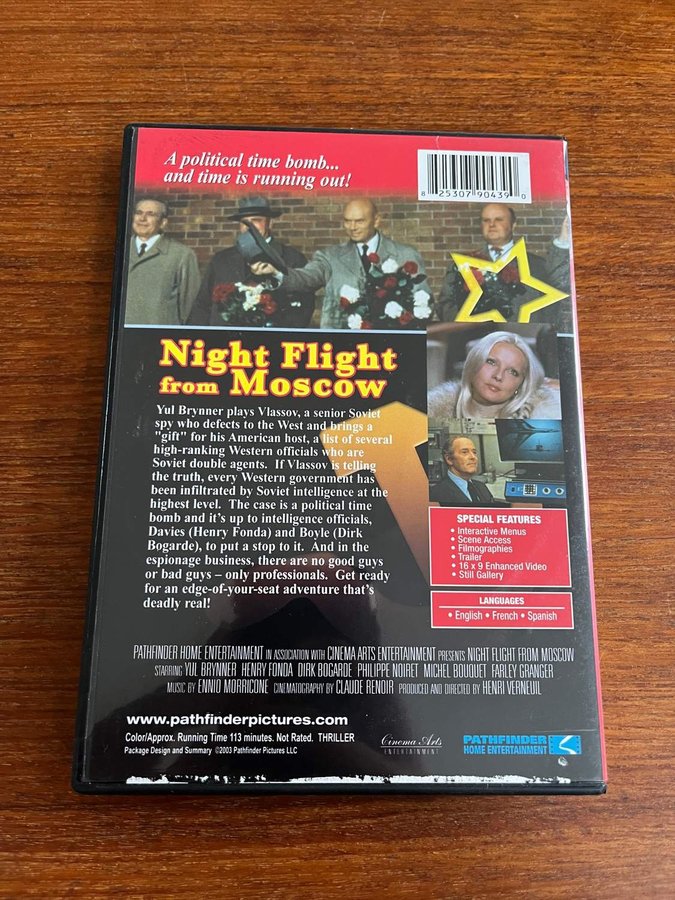 A political time bomb...
and time is running out!
8 25307 90439 0
Night Flight
from Moscow
Yul Brynner plays Vlassov, a senior Soviet
spy who defects to the West and brings a
"gift" for his American host, a list of several
high-ranking Western officials who are
Soviet double agents. If Vlassov is telling
the truth, every Western government has
been infiltrated by Soviet intelligence at the
highest level. The case is a political time
bomb and it's up to intelligence officials,
Davies (Henry Fonda) and Boyle (Dirk
Bogarde), to put a stop to it. And in the
espionage business, there are no good guys
or bad guys – only professionals. Get ready
for an edge-of-your-seat adventure that's
deadly real!
SPECIAL FEATURES
• Interactive Menus
• Scene Access
• Filmographies
• Trailer
• 16 x 9 Enhanced Video
• Still Gallery
LANGUAGES
• English • French • Spanish
PATHFINDER HOME ENTERTAINMENT IN ASSOCIATION WITH CINEMA ARTS ENTERTAINMENT PRESENTS NIGHT FLIGHT FROM MOSCOW
STARRING YUL BRYNNER HENRY FONDA DIRK BOGARDE PHILIPPE NOIRET MICHEL BOUQUET FARLEY GRANGER
MUSIC BY ENNIO MORRICONE CINEMATOGRAPHY BY CLAUDE RENOIR PRODUCED AND DIRECTED BY HENRI VERNEUIL
www.pathfinderpictures.com
Color/Approx. Running Time 113 minutes. Not Rated. THRILLER
Package Design and Summary ©2003 Pathfinder Pictures LLC
Cinema Arts
ENTERTAINMENT
PATHFINDER
HOME ENTERTAINMENT